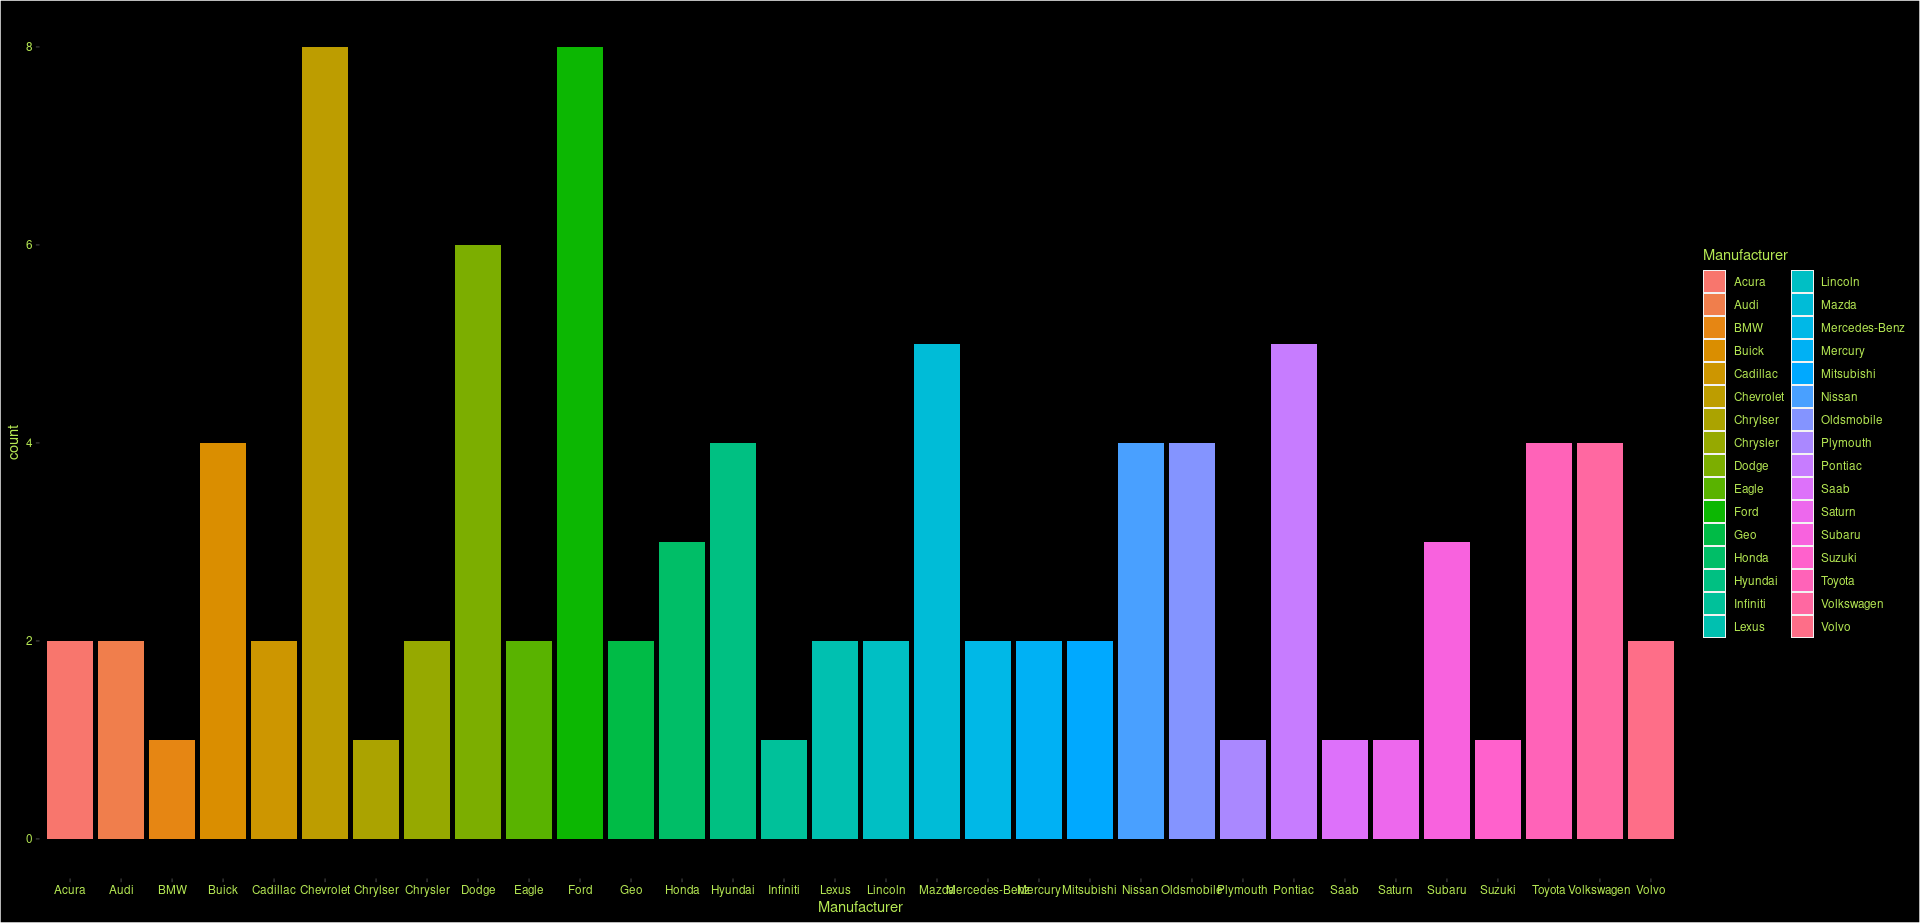 8
6
4
2
0
count
Acura Audi BMW Buick Cadillac Chevrolet Chrylser Chrysler Dodge Eagle Ford Geo Honda Hyundai Infiniti Lexus Lincoln Mazda Mercedes-Benz Mercury Mitsubishi Nissan Oldsmobile Plymouth Pontiac Saab Saturn Subaru Suzuki Toyota Volkswagen Volvo
Manufacturer
Manufacturer
Acura
Audi
BMW
Buick
Cadillac
Chevrolet
Chrylser
Chrysler
Dodge
Eagle
Ford
Geo
Honda
Hyundai
Infiniti
Lexus
Lincoln
Mazda
Mercedes-Benz
Mercury
Mitsubishi
Nissan
Oldsmobile
Plymouth
Pontiac
Saab
Saturn
Subaru
Suzuki
Toyota
Volkswagen
Volvo